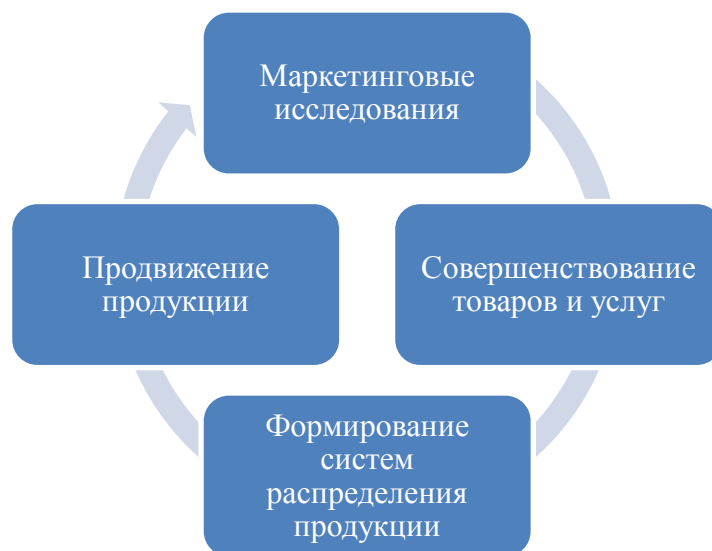 Маркетинговые
исследования
Совершенствование
товаров и услуг
Формирование
систем
распределения
продукции
Продвижение
продукции